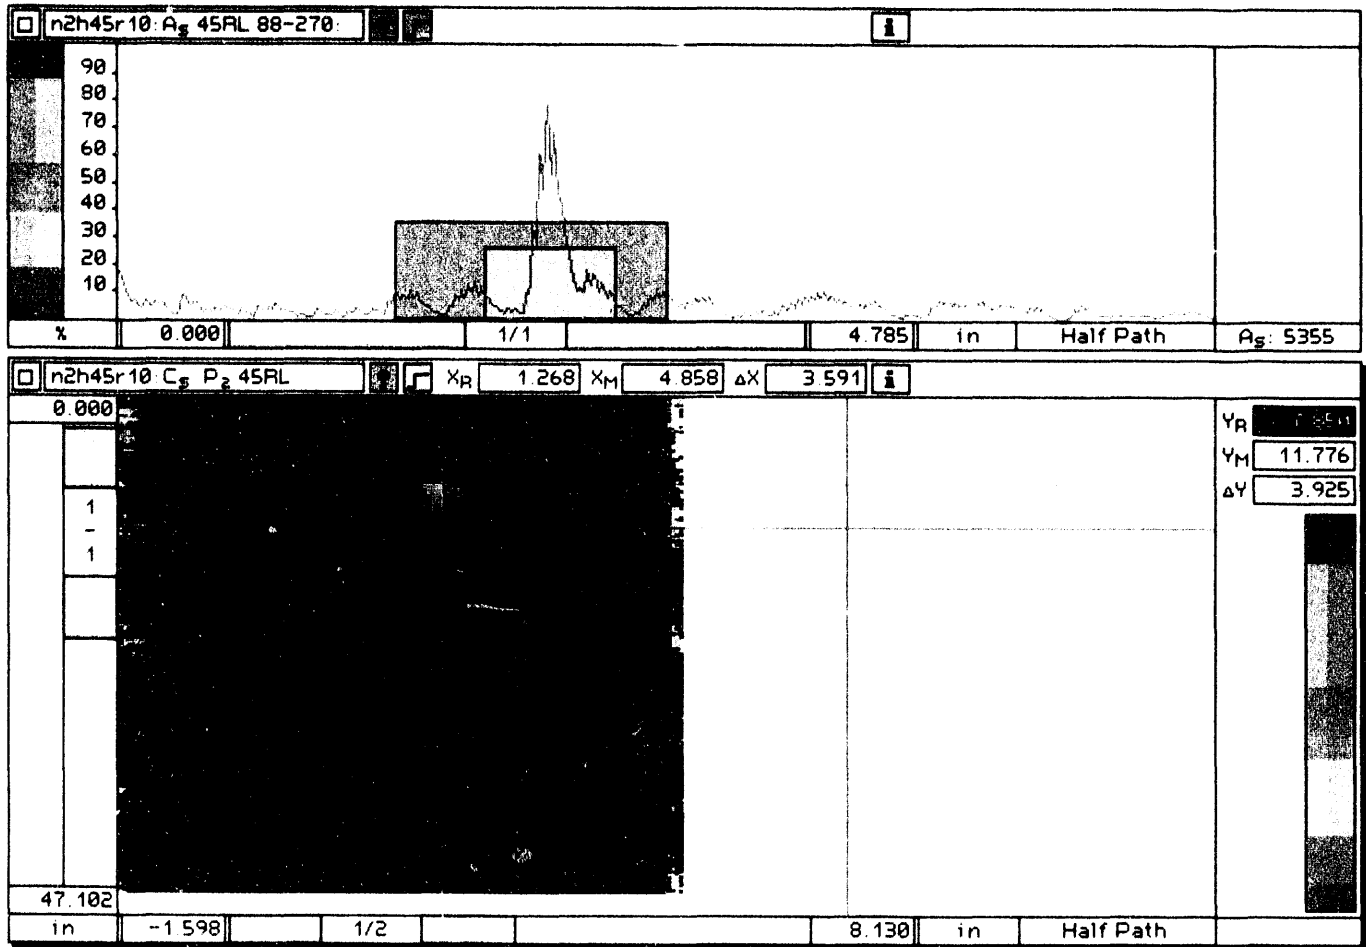 n2h45r10: As 45RL 88-270: i
90
80
70
60
50
40
30
20
10
% 0.000 1/1 4.785 in Half Path As: 5355
n2h45r10: Cs P2 45RL XR 1.268 XM 4.858 ΔX 3.591 i
0.000
YR
YM 11.776
ΔY 3.925
1
-
1
47.102
in -1.598 1/2 8.130 in Half Path